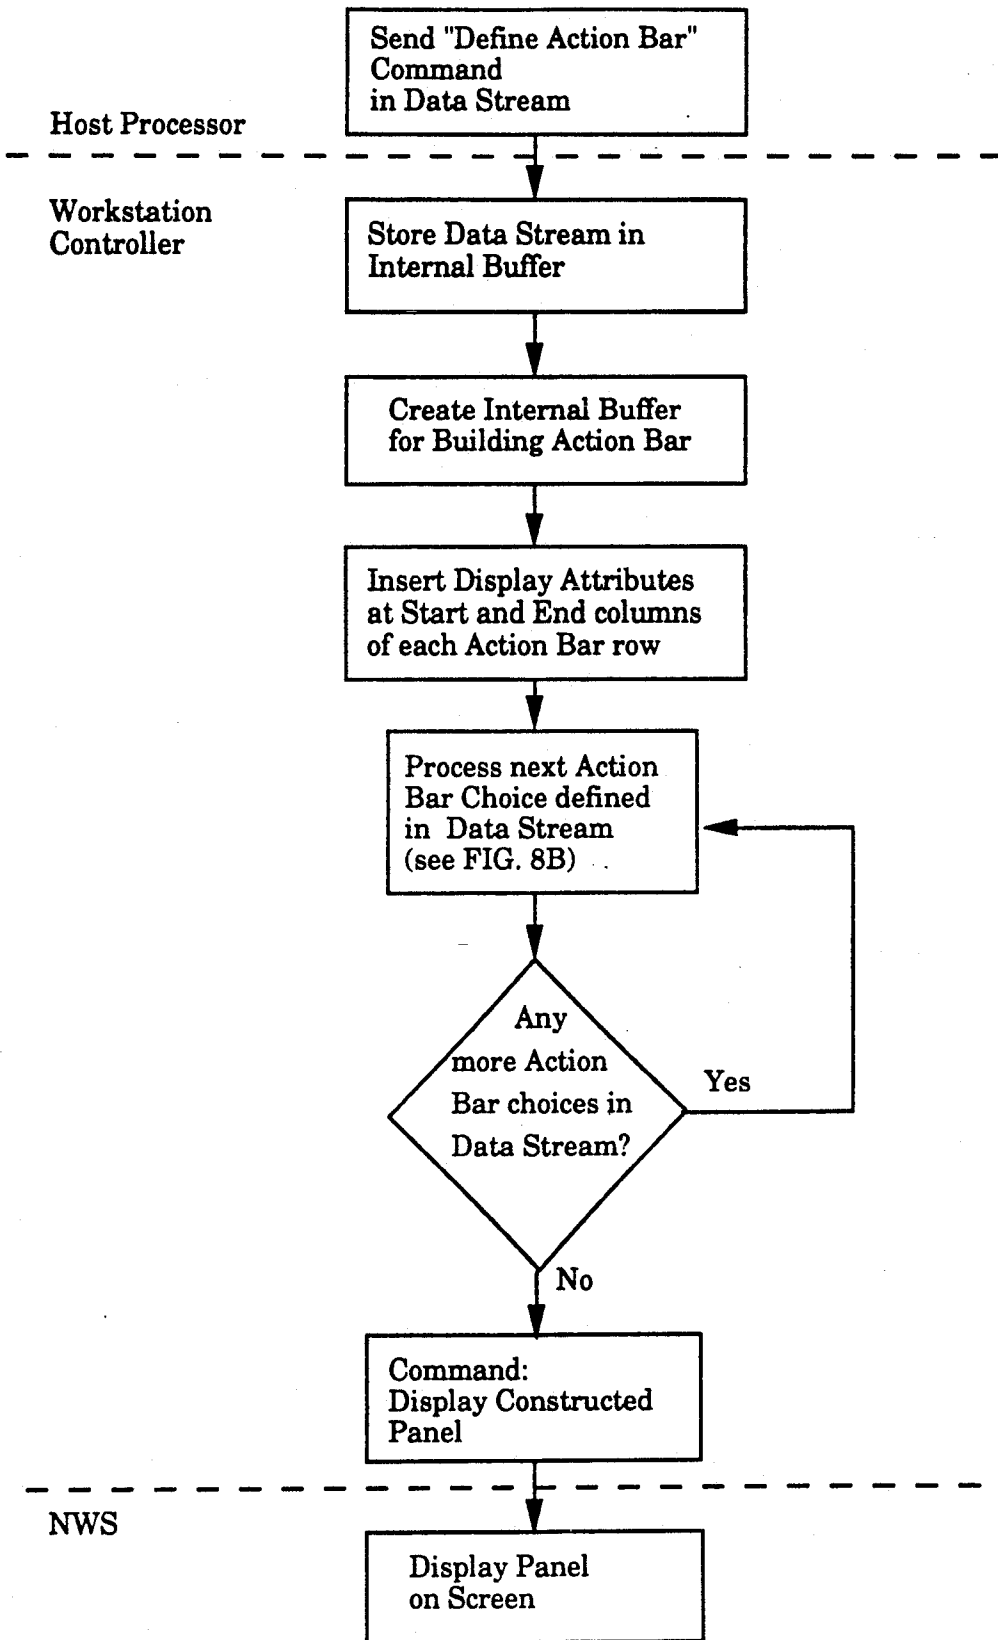 Send "Define Action Bar"
Command
in Data Stream
Host Processor
Workstation
Controller
Store Data Stream in
Internal Buffer
Create Internal Buffer
for Building Action Bar
Insert Display Attributes
at Start and End columns
of each Action Bar row
Process next Action
Bar Choice defined
in Data Stream
(see FIG. 8B)
Any
more Action
Bar choices in
Data Stream?
Yes
No
Command:
Display Constructed
Panel
NWS
Display Panel
on Screen